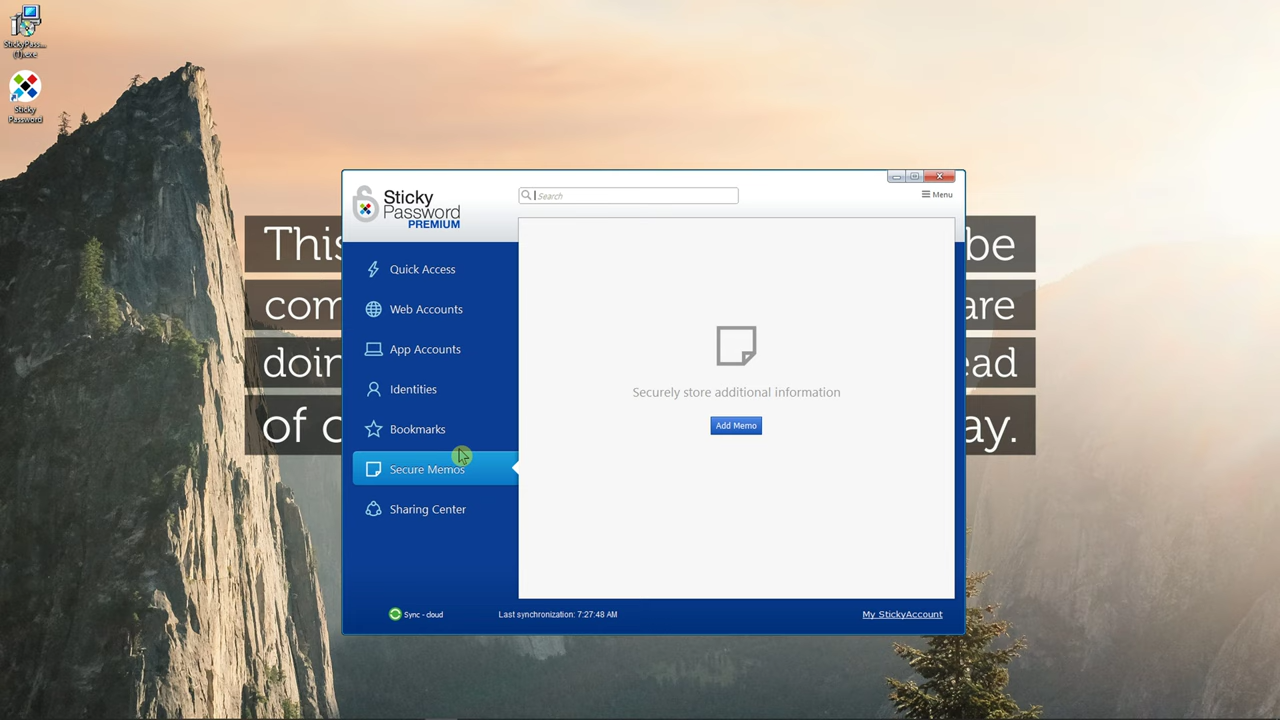 StickyPass...
(1).exe
Sticky
Password
Sticky
Password
PREMIUM
Search
Menu
Quick Access
Web Accounts
App Accounts
Identities
Bookmarks
Secure Memos
Sharing Center
Securely store additional information
Add Memo
Sync - cloud
Last synchronization: 7:27:48 AM
My StickyAccount
This be
com are
doin ead
of ay.